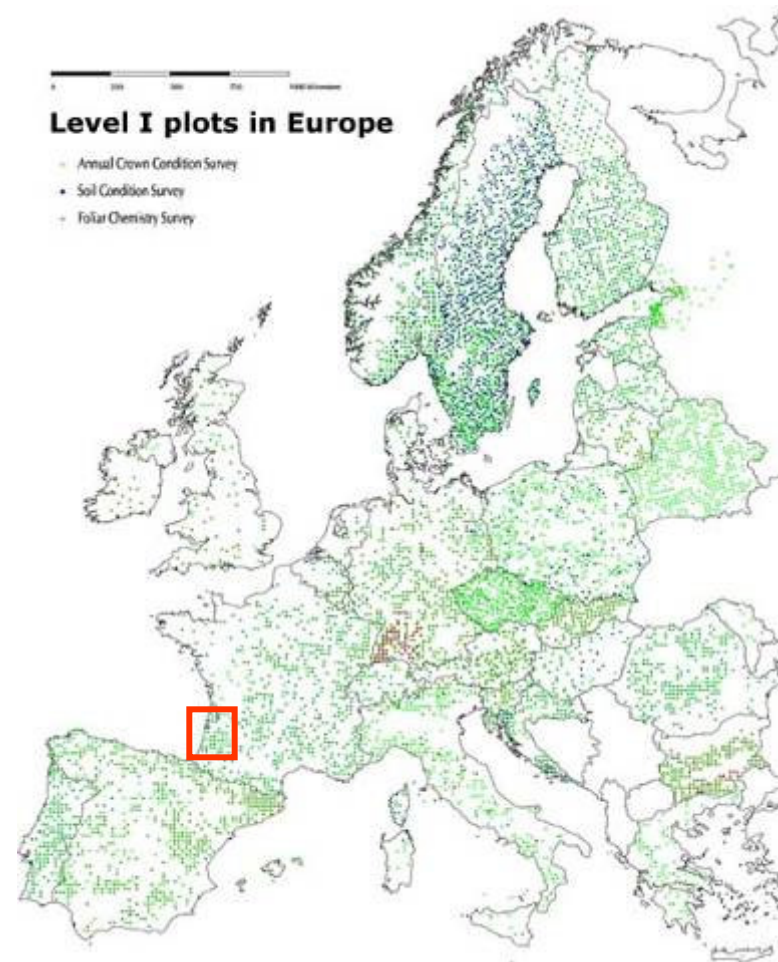 Level I plots in Europe
Annual Crown Condition Survey
Soil Condition Survey
Foliar Chemistry Survey